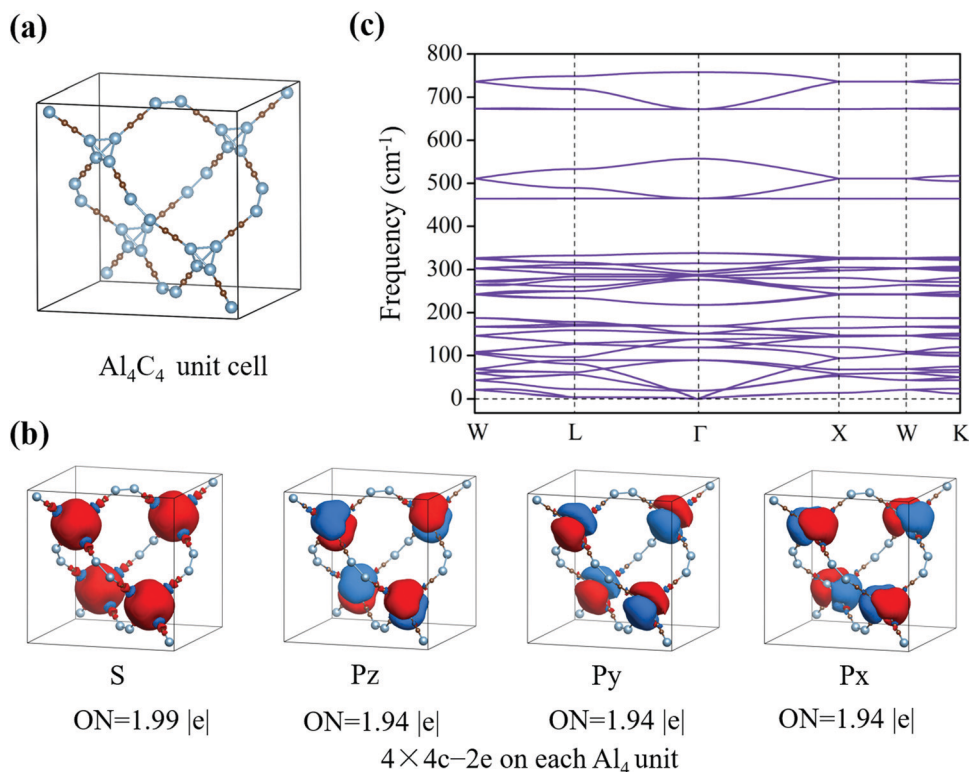 (a)
Al₄C₄ unit cell
(c)
Frequency (cm⁻¹)
800
700
600
500
400
300
200
100
0
W L Γ X W K
(b)
S Pz Py Px
ON=1.99 |e| ON=1.94 |e| ON=1.94 |e| ON=1.94 |e|
4×4c−2e on each Al₄ unit